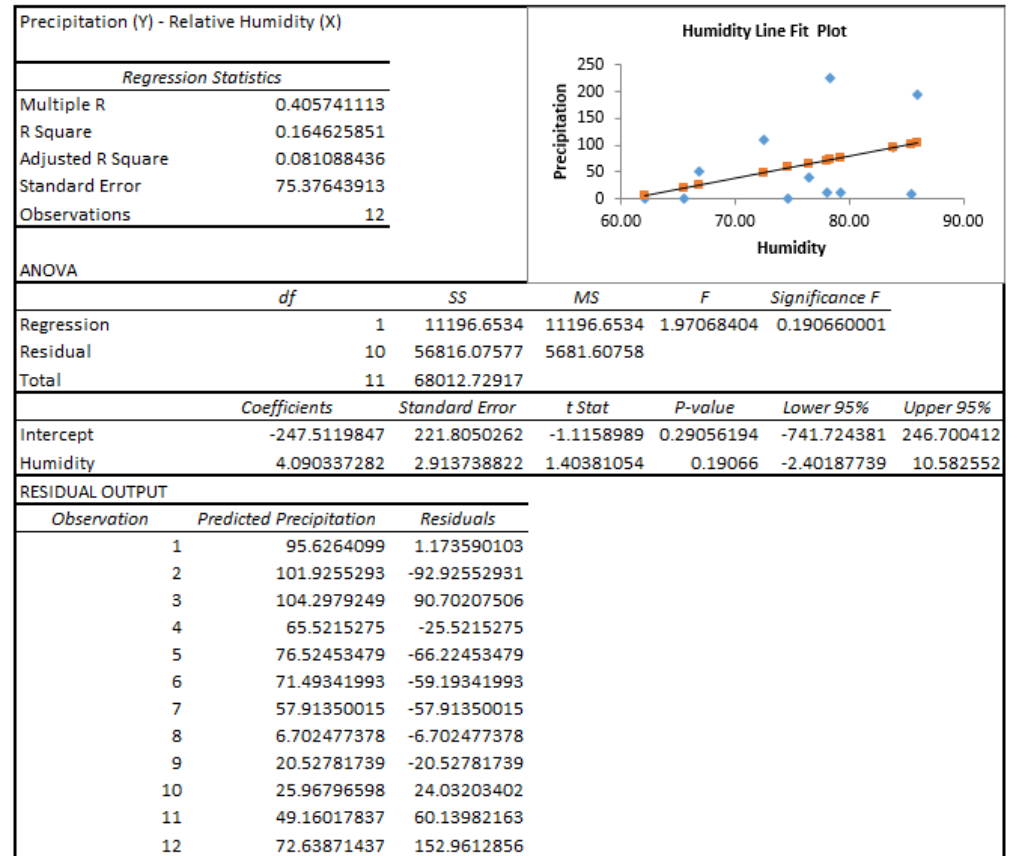 Precipitation (Y) - Relative Humidity (X)
Regression Statistics
Multiple R 0.405741113
R Square 0.164625851
Adjusted R Square 0.081088436
Standard Error 75.37643913
Observations 12
Humidity Line Fit Plot
Precipitation
250
200
150
100
50
0
60.00 70.00 80.00 90.00
Humidity
ANOVA
df SS MS F Significance F
Regression 1 11196.6534 11196.6534 1.97068404 0.190660001
Residual 10 56816.07577 5681.60758
Total 11 68012.72917
Coefficients Standard Error t Stat P-value Lower 95% Upper 95%
Intercept -247.5119847 221.8050262 -1.1158989 0.29056194 -741.724381 246.700412
Humidity 4.090337282 2.913738822 1.40381054 0.19066 -2.40187739 10.582552
RESIDUAL OUTPUT
Observation Predicted Precipitation Residuals
1 95.6264099 1.173590103
2 101.9255293 -92.92552931
3 104.2979249 90.70207506
4 65.5215275 -25.5215275
5 76.52453479 -66.22453479
6 71.49341993 -59.19341993
7 57.91350015 -57.91350015
8 6.702477378 -6.702477378
9 20.52781739 -20.52781739
10 25.96796598 24.03203402
11 49.16017837 60.13982163
12 72.63871437 152.9612856